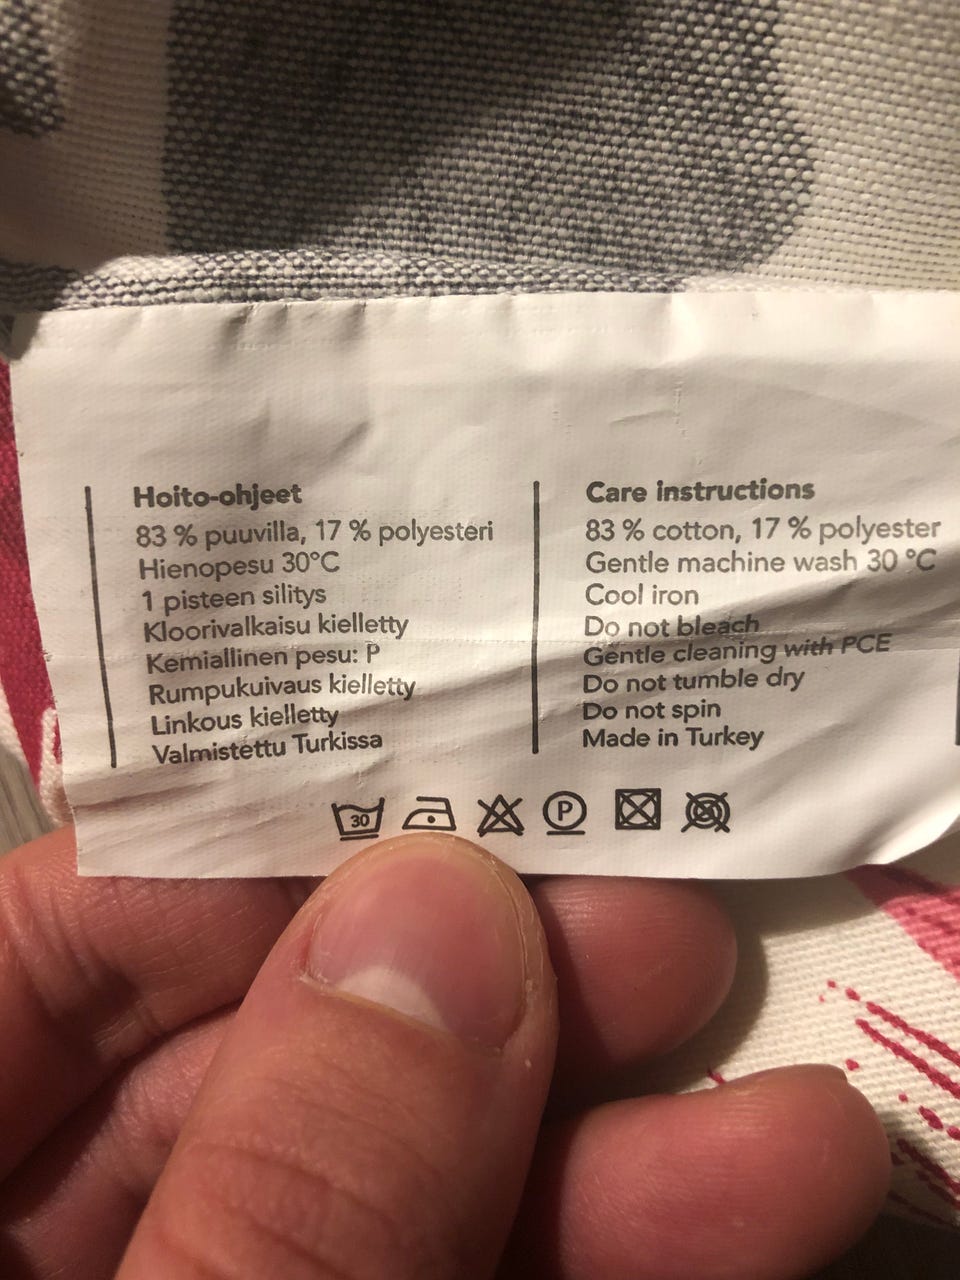 Hoito-ohjeet
83 % puuvilla, 17 % polyesteri
Hienopesu 30°C
1 pisteen silitys
Kloorivalkaisu kielletty
Kemiallinen pesu: P
Rumpukuivaus kielletty
Linkous kielletty
Valmistettu Turkissa
Care instructions
83 % cotton, 17 % polyester
Gentle machine wash 30 °C
Cool iron
Do not bleach
Gentle cleaning with PCE
Do not tumble dry
Do not spin
Made in Turkey
30 P